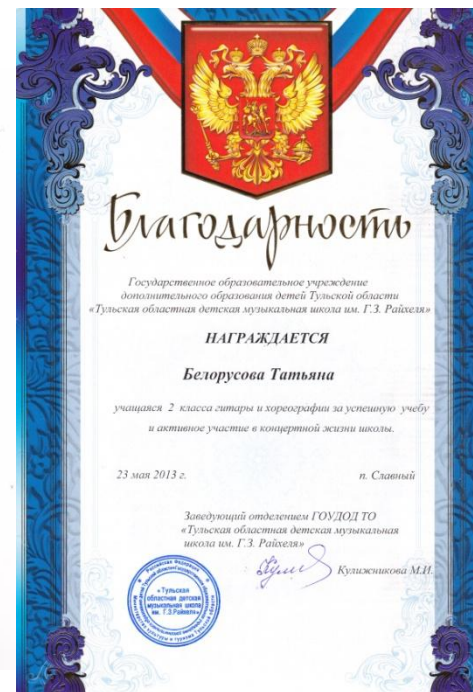 Благодарность
Государственное образовательное учреждение
дополнительного образования детей Тульской области
«Тульская областная детская музыкальная школа им. Г.З. Райхеля»
НАГРАЖДАЕТСЯ
Белорусова Татьяна
учащаяся 2 класса гитары и хореографии за успешную учебу
и активное участие в концертной жизни школы.
23 мая 2013 г. п. Славный
Заведующий отделением ГОУДОД ТО
«Тульская областная детская музыкальная
школа им. Г.З. Райхеля»
Кулижникова М.И.
«Тульская
областная детская
музыкальная школа
им. Г.З.Райхеля»